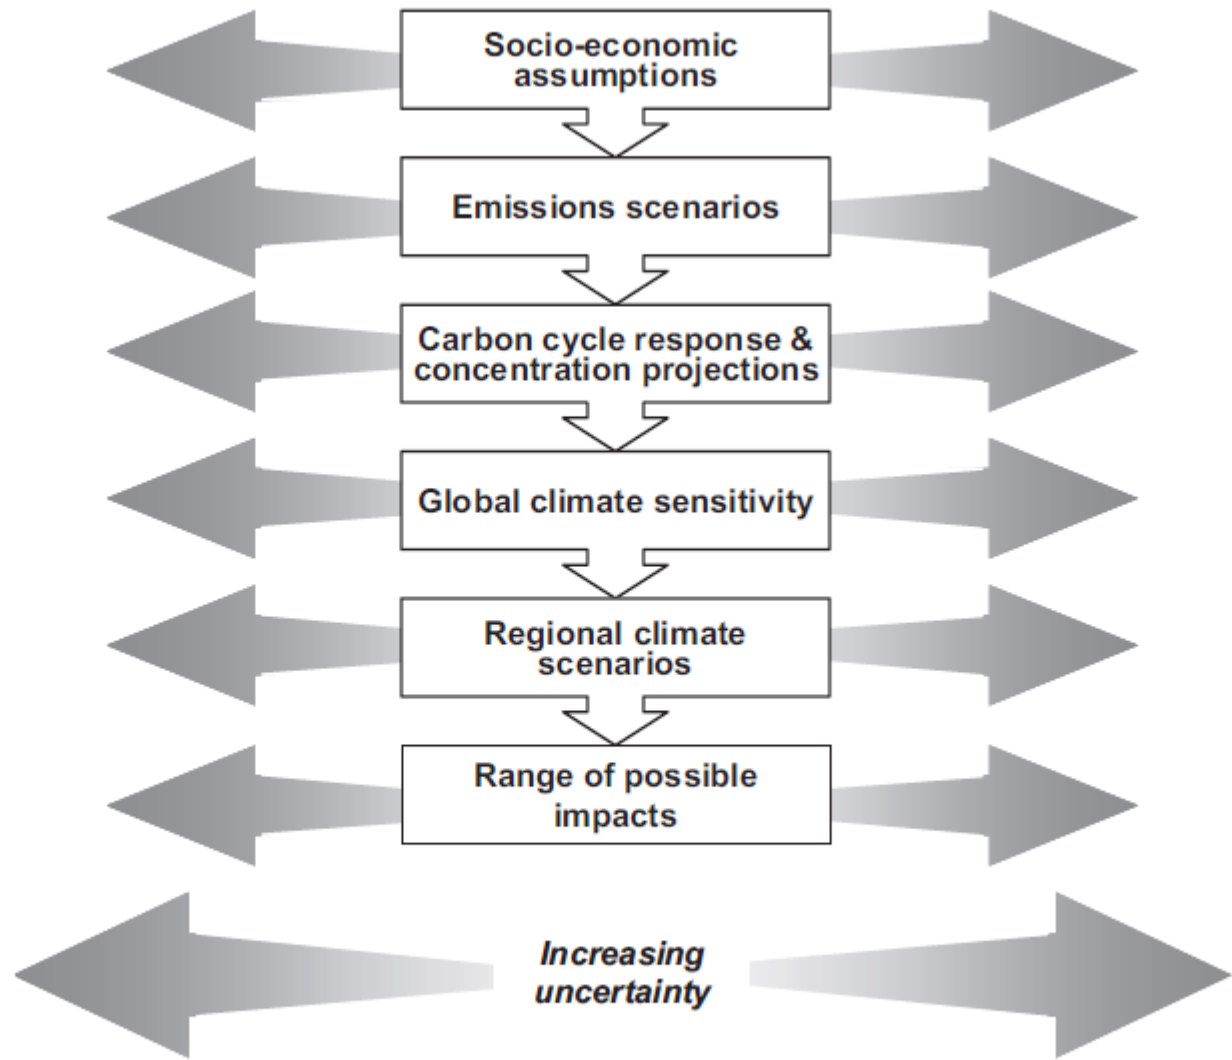 Socio-economic
assumptions
Emissions scenarios
Carbon cycle response &
concentration projections
Global climate sensitivity
Regional climate
scenarios
Range of possible
impacts
Increasing
uncertainty